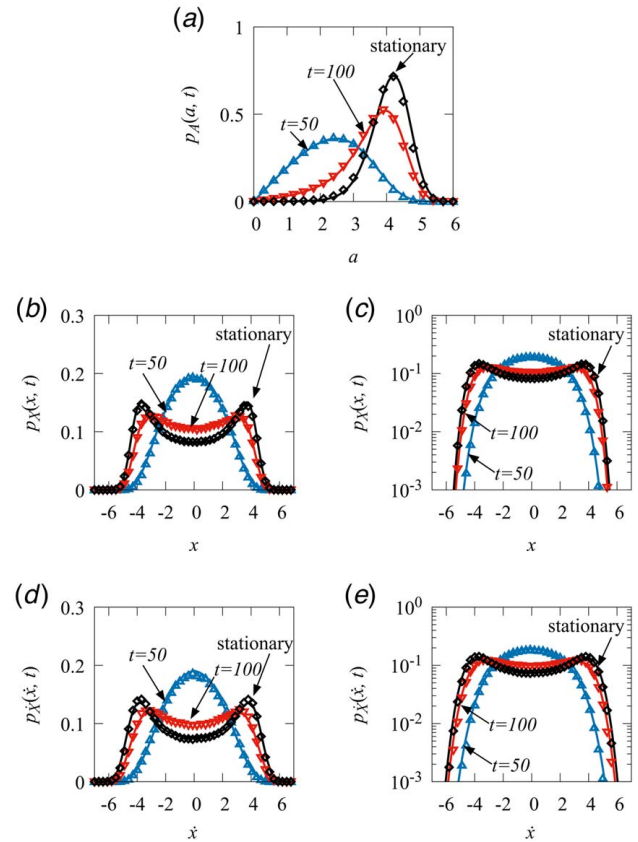 (a)
1
0.5
0
p_A(a, t)
stationary
t=100
t=50
0 1 2 3 4 5 6
a
(b)
0.3
0.2
0.1
0
p_X(x, t)
stationary
t=50
t=100
-6 -4 -2 0 2 4 6
x
(c)
10^0
10^-1
10^-2
10^-3
p_X(x, t)
stationary
t=100
t=50
-6 -4 -2 0 2 4 6
x
(d)
0.3
0.2
0.1
0
p_Ẋ(ẋ, t)
stationary
t=50
t=100
-6 -4 -2 0 2 4 6
ẋ
(e)
10^0
10^-1
10^-2
10^-3
p_Ẋ(ẋ, t)
stationary
t=100
t=50
-6 -4 -2 0 2 4 6
ẋ